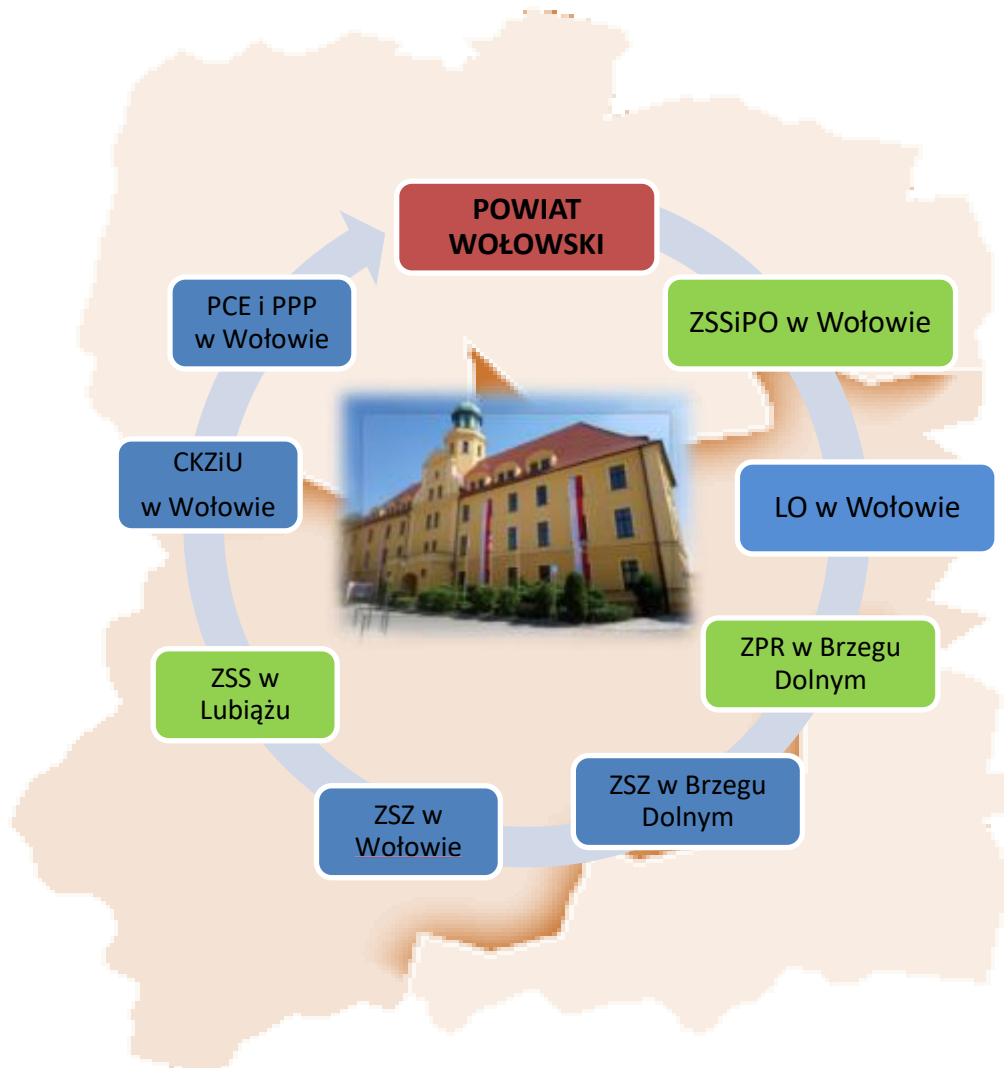 POWIAT
WOŁOWSKI
ZSSiPO w Wołowie
LO w Wołowie
ZPR w Brzegu
Dolnym
ZSZ w Brzegu
Dolnym
ZSZ w
Wołowie
ZSS w
Lubiążu
CKZiU
w Wołowie
PCE i PPP
w Wołowie